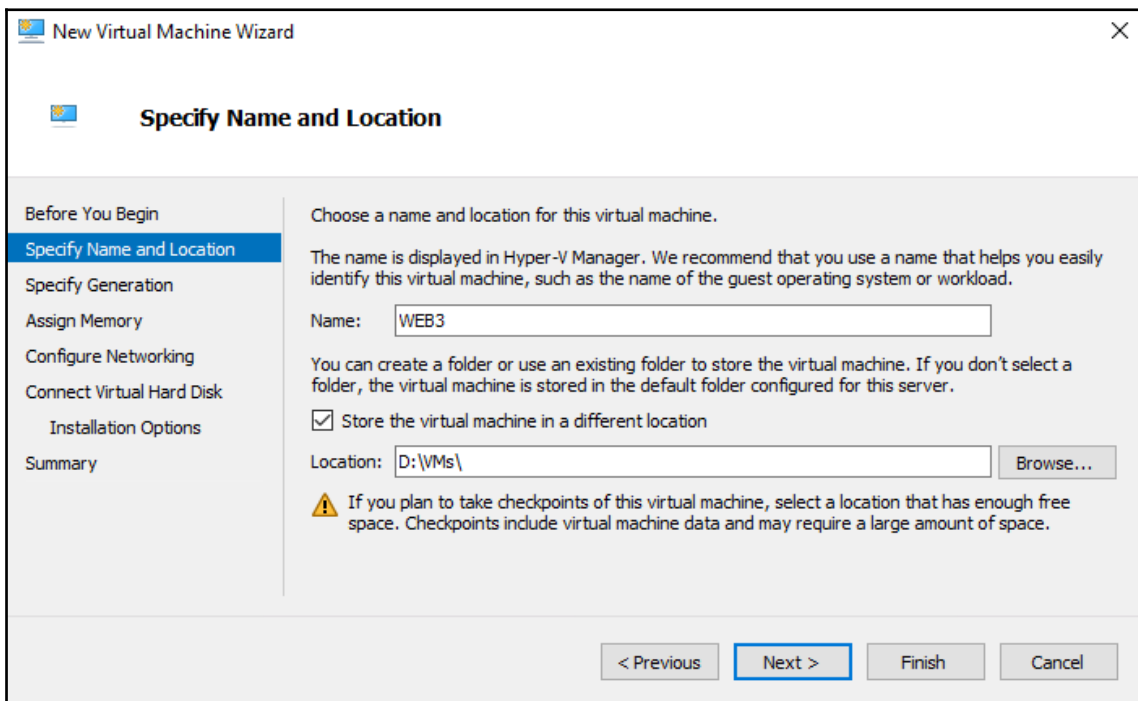 New Virtual Machine Wizard
Specify Name and Location
Before You Begin
Specify Name and Location
Specify Generation
Assign Memory
Configure Networking
Connect Virtual Hard Disk
Installation Options
Summary
Choose a name and location for this virtual machine.
The name is displayed in Hyper-V Manager. We recommend that you use a name that helps you easily
identify this virtual machine, such as the name of the guest operating system or workload.
Name: WEB3
You can create a folder or use an existing folder to store the virtual machine. If you don't select a
folder, the virtual machine is stored in the default folder configured for this server.
Store the virtual machine in a different location
Location: D:\VMs\ Browse...
If you plan to take checkpoints of this virtual machine, select a location that has enough free
space. Checkpoints include virtual machine data and may require a large amount of space.
< Previous Next > Finish Cancel